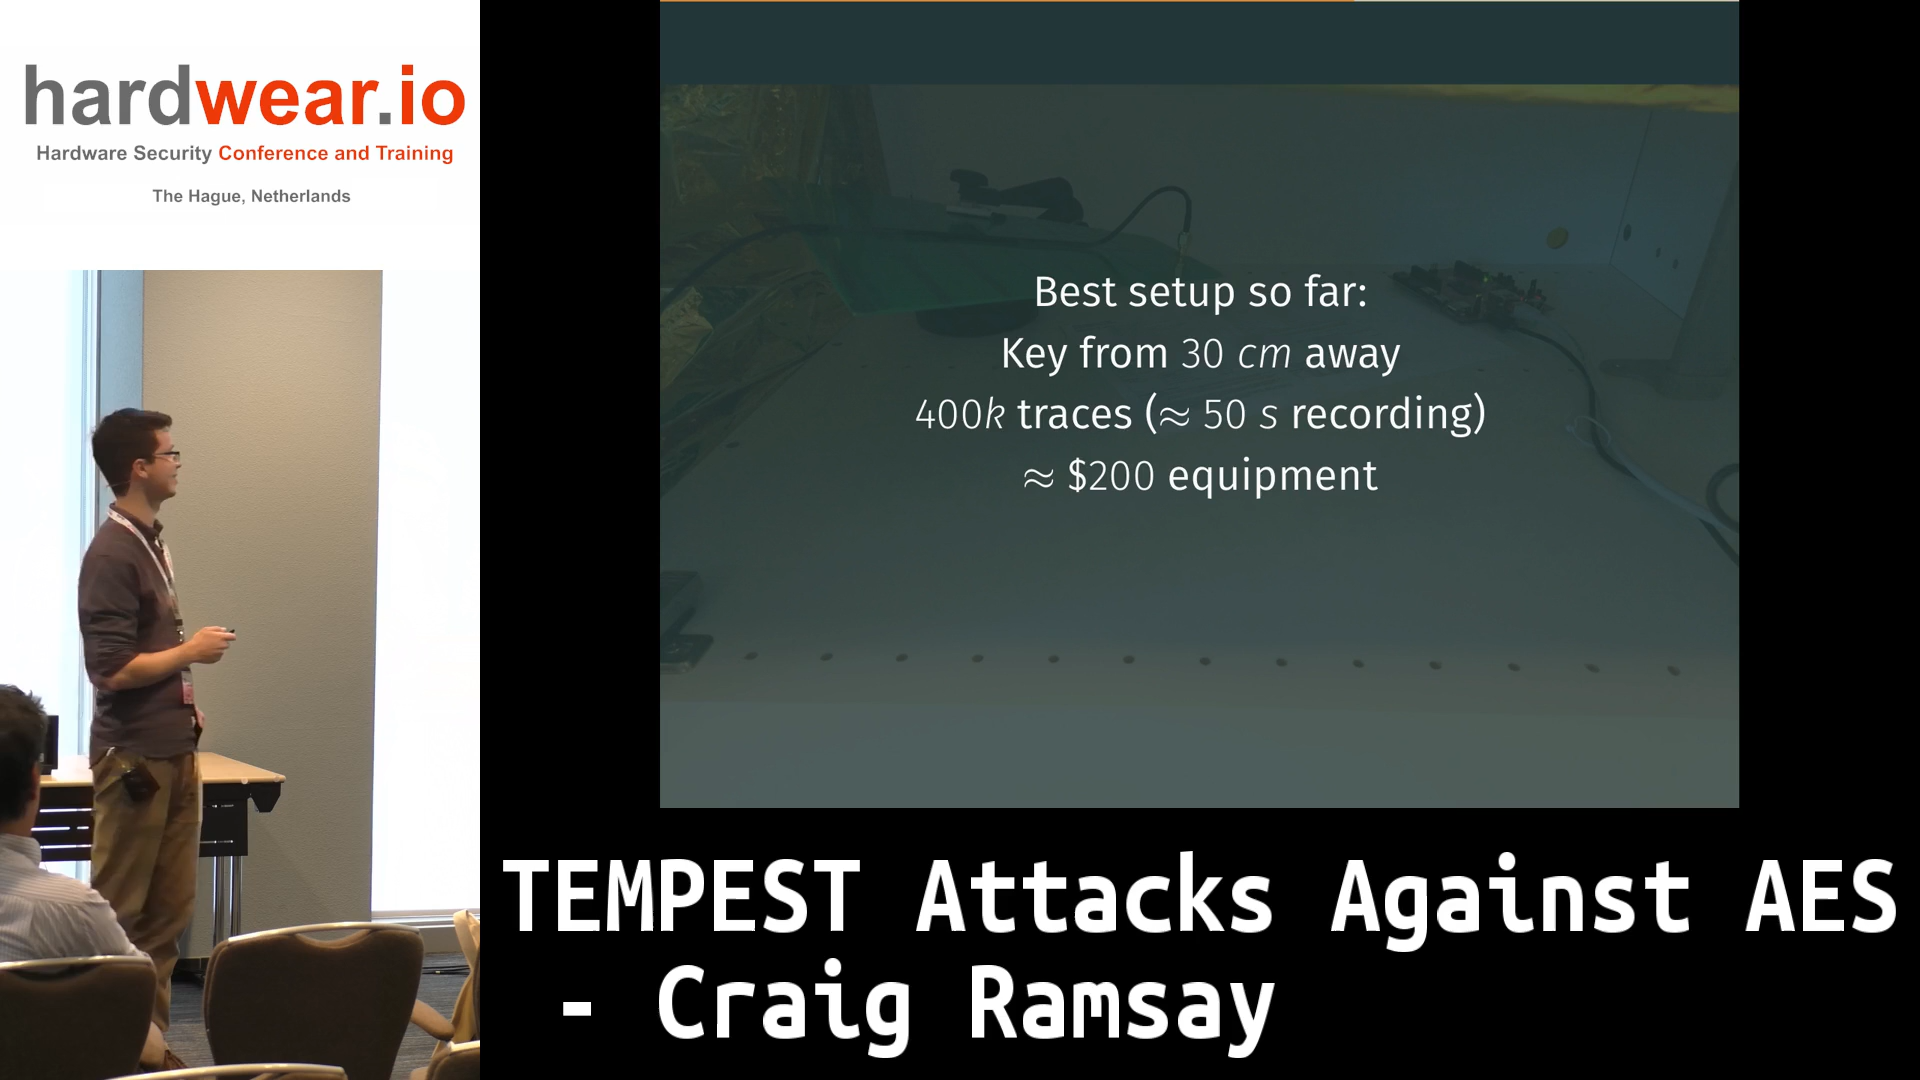 hardwear.io
Hardware Security Conference and Training
The Hague, Netherlands
Best setup so far:
Key from 30 cm away
400k traces (≈ 50 s recording)
≈ $200 equipment
TEMPEST Attacks Against AES
- Craig Ramsay